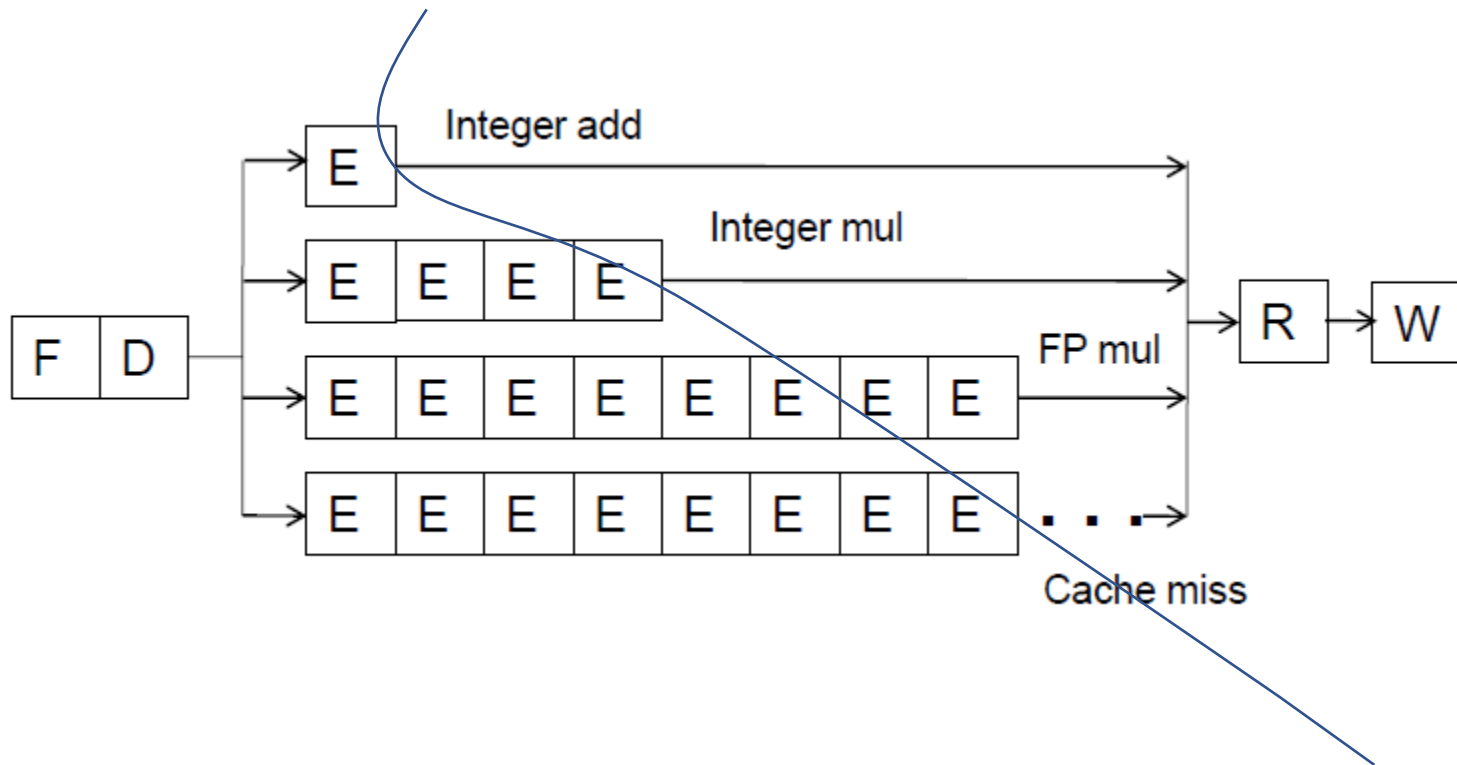 Integer add
E
Integer mul
E E E E
F D
R W
FP mul
E E E E E E E E
E E E E E E E E . . .
Cache miss